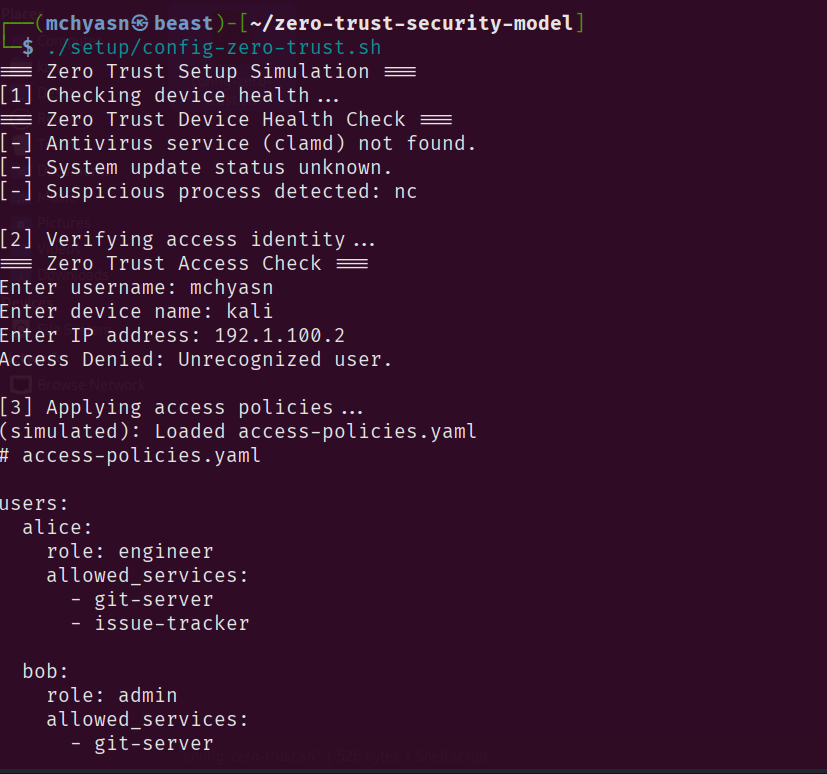 ┌──(mchyasn㉿beast)-[~/zero-trust-security-model]
└─$ ./setup/config-zero-trust.sh
=== Zero Trust Setup Simulation ===
[1] Checking device health...
=== Zero Trust Device Health Check ===
[-] Antivirus service (clamd) not found.
[-] System update status unknown.
[-] Suspicious process detected: nc

[2] Verifying access identity...
=== Zero Trust Access Check ===
Enter username: mchyasn
Enter device name: kali
Enter IP address: 192.1.100.2
Access Denied: Unrecognized user.
Browse Network

[3] Applying access policies...
(simulated): Loaded access-policies.yaml
# access-policies.yaml

users:
  alice:
    role: engineer
    allowed_services:
      - git-server
      - issue-tracker

  bob:
    role: admin
    allowed_services:
      - git-server